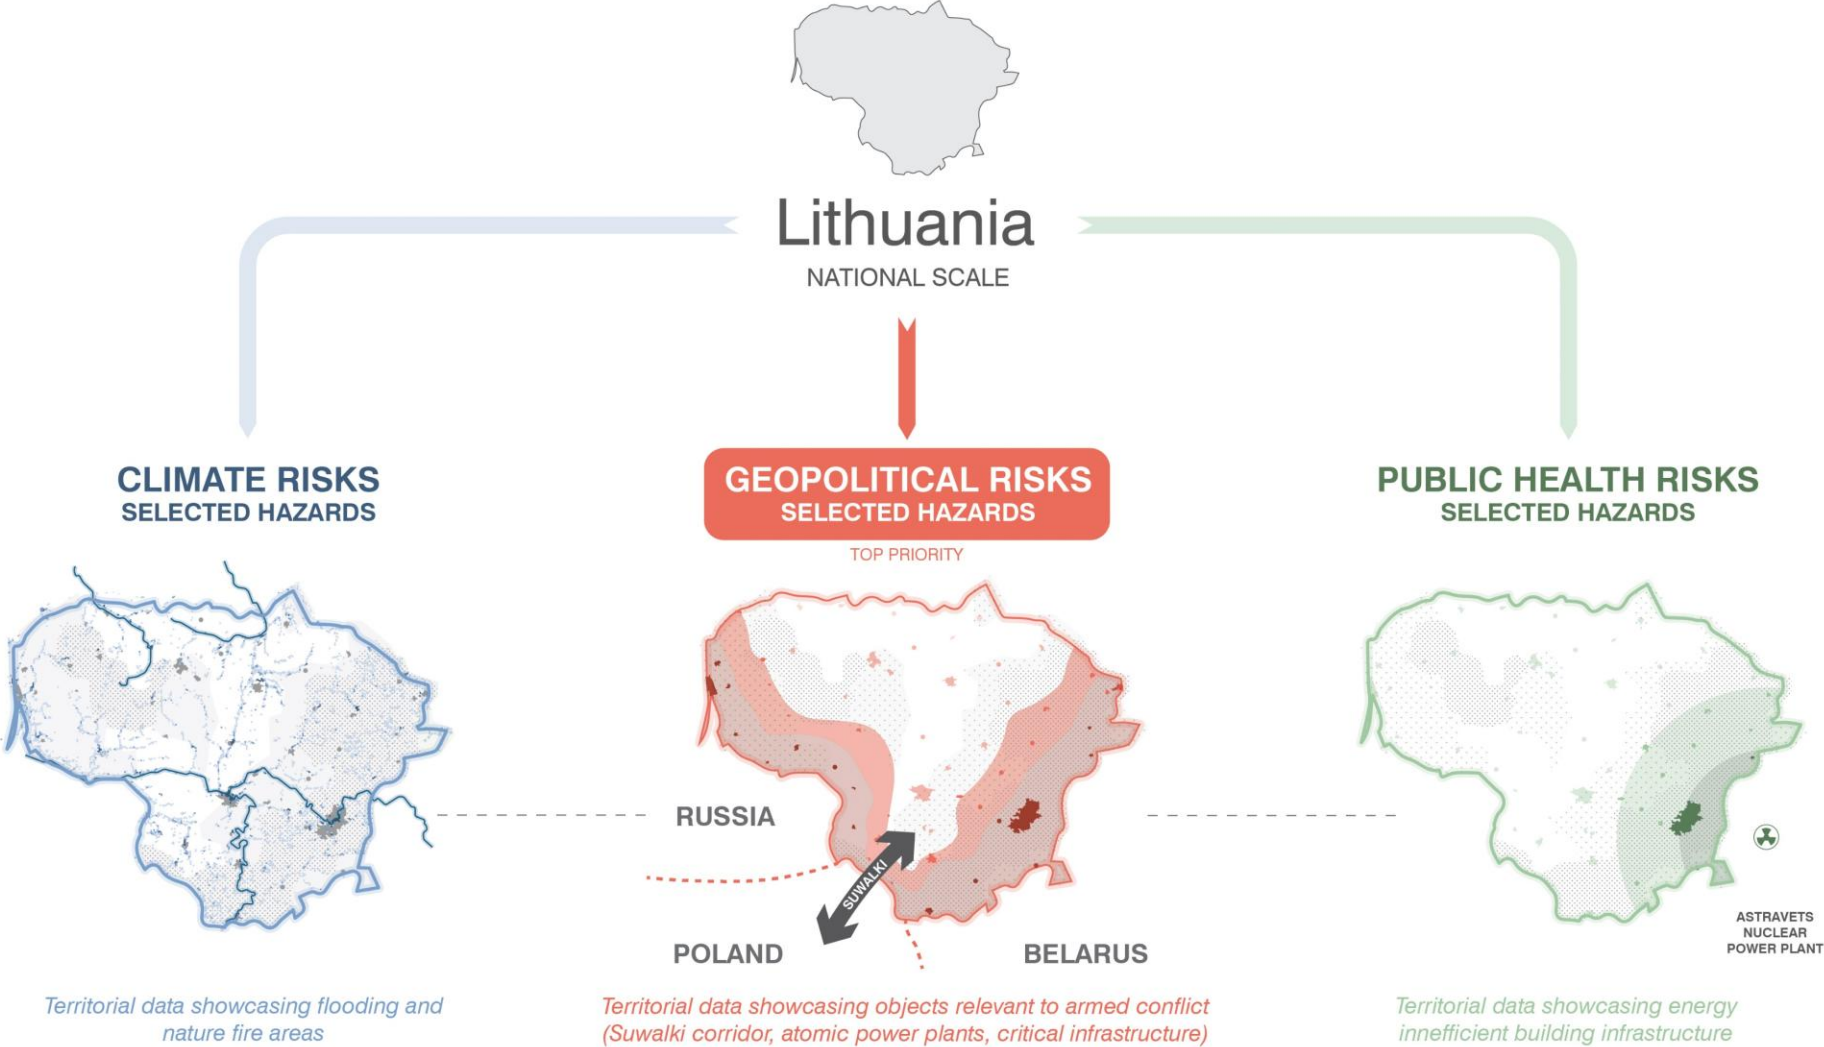 Lithuania
NATIONAL SCALE
CLIMATE RISKS
SELECTED HAZARDS
GEOPOLITICAL RISKS
SELECTED HAZARDS
TOP PRIORITY
PUBLIC HEALTH RISKS
SELECTED HAZARDS
RUSSIA
SUWALKI
POLAND
BELARUS
ASTRAVETS
NUCLEAR
POWER PLANT
Territorial data showcasing flooding and
nature fire areas
Territorial data showcasing objects relevant to armed conflict
(Suwalki corridor, atomic power plants, critical infrastructure)
Territorial data showcasing energy
innefficient building infrastructure